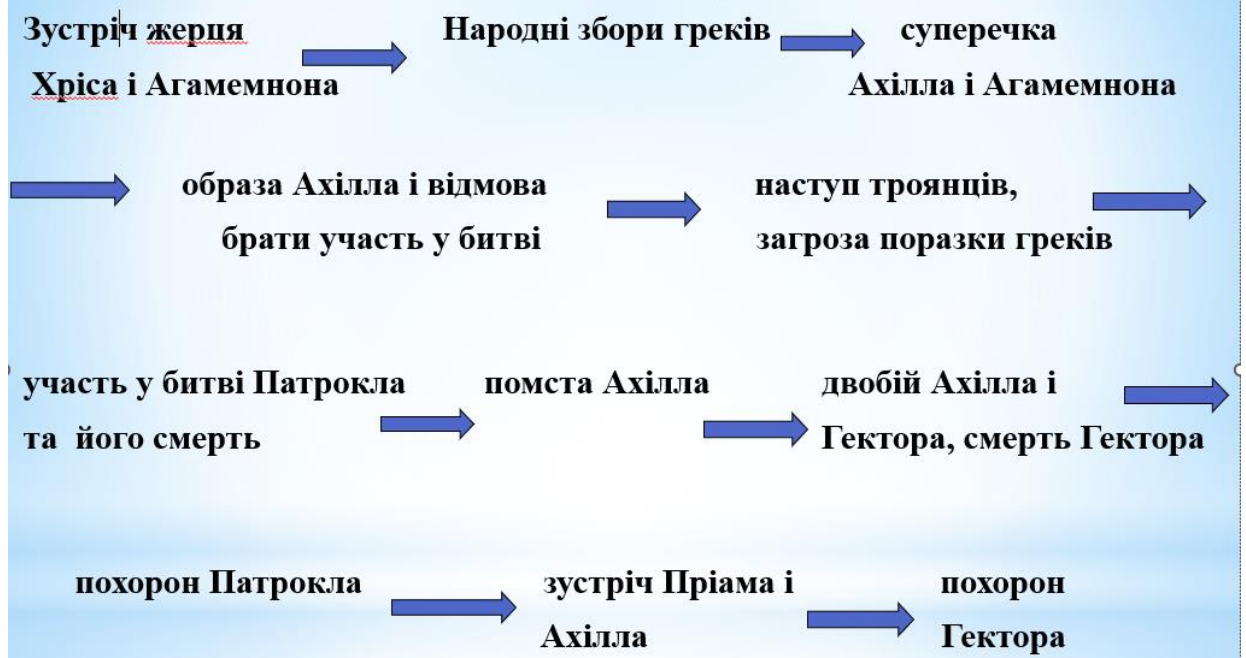 Зустріч жерця
Хріса і Агамемнона
Народні збори греків
суперечка
Ахілла і Агамемнона
образа Ахілла і відмова
брати участь у битві
наступ троянців,
загроза поразки греків
участь у битві Патрокла
та його смерть
помста Ахілла
двобій Ахілла і
Гектора, смерть Гектора
похорон Патрокла
зустріч Пріама і
Ахілла
похорон
Гектора